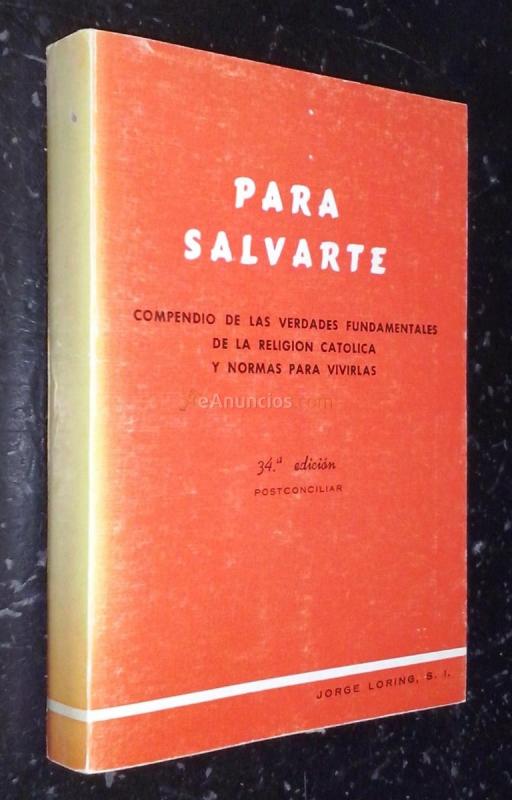 PARA
SALVARTE
COMPENDIO DE LAS VERDADES FUNDAMENTALES
DE LA RELIGION CATOLICA
Y NORMAS PARA VIVIRLAS
eAnuncios.com
34.ª edición
POSTCONCILIAR
JORGE LORING, S. I.